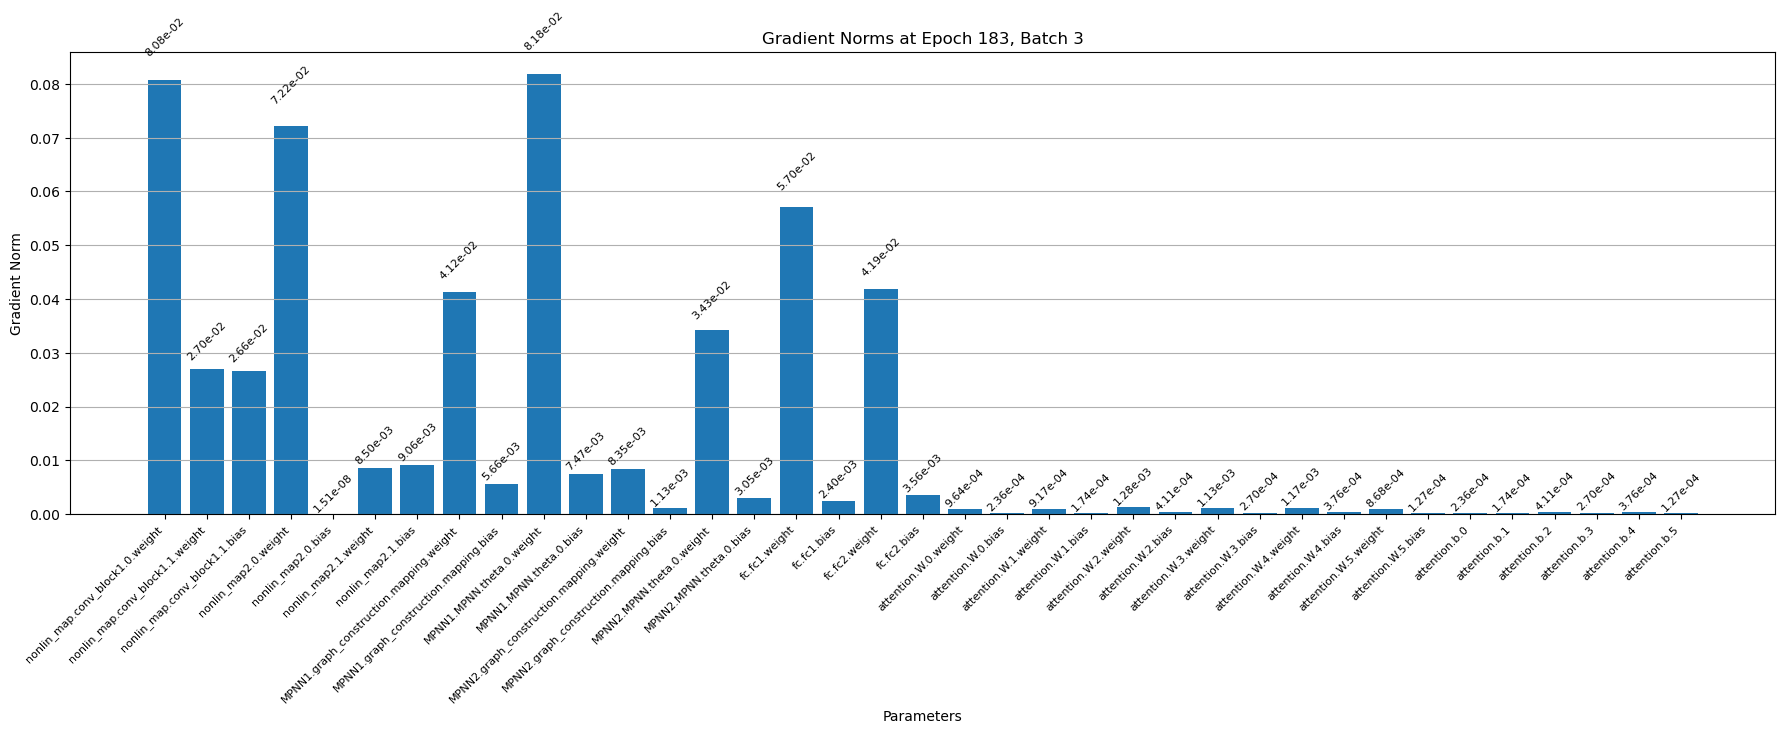 Gradient Norms at Epoch 183, Batch 3
Gradient Norm
0.08
0.07
0.06
0.05
0.04
0.03
0.02
0.01
0.00
8.08e-02
2.70e-02
2.66e-02
7.22e-02
1.51e-08
8.50e-03
9.06e-03
4.12e-02
5.66e-03
8.18e-02
7.47e-03
8.35e-03
1.13e-03
3.43e-02
3.05e-03
5.70e-02
2.40e-03
4.19e-02
3.56e-03
9.64e-04
2.36e-04
9.17e-04
1.74e-04
1.28e-03
4.11e-04
1.13e-03
2.70e-04
1.17e-03
3.76e-04
8.68e-04
1.27e-04
2.36e-04
1.74e-04
4.11e-04
2.70e-04
3.76e-04
1.27e-04
nonlin_map.conv_block1.0.weight
nonlin_map.conv_block1.1.weight
nonlin_map.conv_block1.1.bias
nonlin_map2.0.weight
nonlin_map2.0.bias
nonlin_map2.1.weight
nonlin_map2.1.bias
MPNN1.graph_construction.mapping.weight
MPNN1.graph_construction.mapping.bias
MPNN1.MPNN.theta.0.weight
MPNN1.MPNN.theta.0.bias
MPNN2.graph_construction.mapping.weight
MPNN2.graph_construction.mapping.bias
MPNN2.MPNN.theta.0.weight
MPNN2.MPNN.theta.0.bias
fc.fc1.weight
fc.fc1.bias
fc.fc2.weight
fc.fc2.bias
attention.W.0.weight
attention.W.0.bias
attention.W.1.weight
attention.W.1.bias
attention.W.2.weight
attention.W.2.bias
attention.W.3.weight
attention.W.3.bias
attention.W.4.weight
attention.W.4.bias
attention.W.5.weight
attention.W.5.bias
attention.b.0
attention.b.1
attention.b.2
attention.b.3
attention.b.4
attention.b.5
Parameters